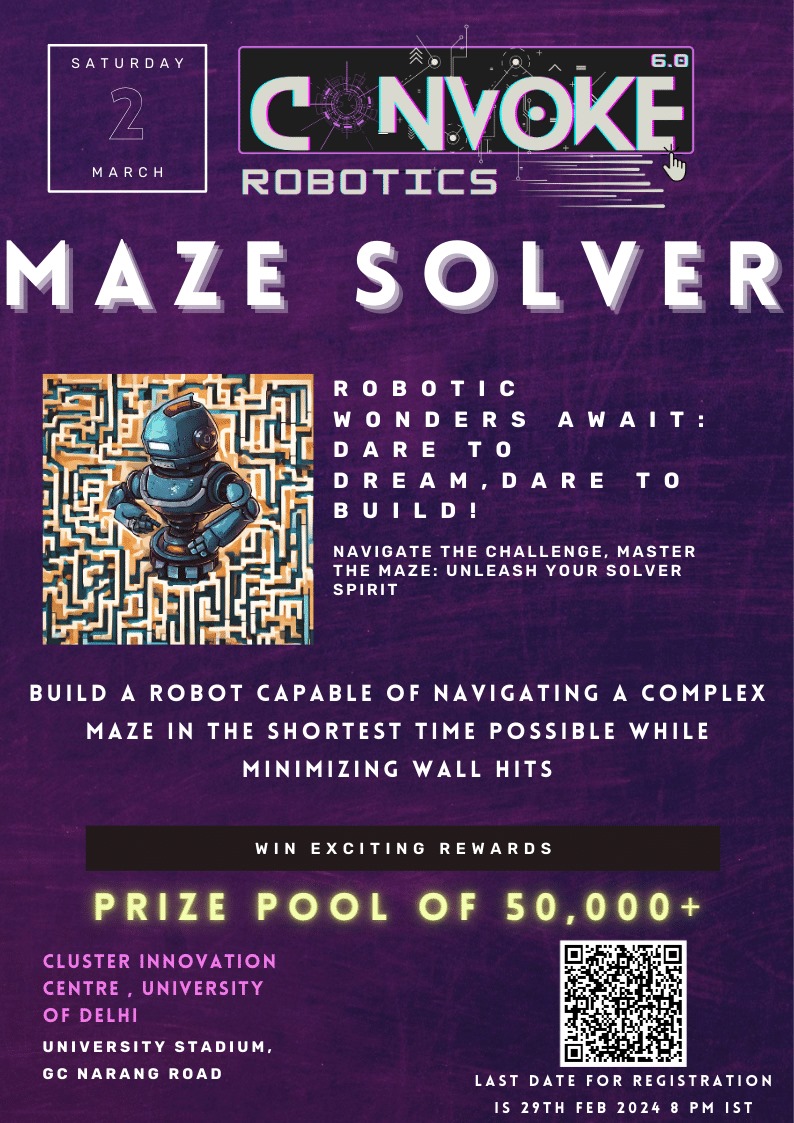 SATURDAY
2
MARCH
CONVOKE
6.0
ROBOTICS
MAZE SOLVER
ROBOTIC
WONDERS AWAIT:
DARE TO
DREAM,DARE TO
BUILD!
NAVIGATE THE CHALLENGE, MASTER
THE MAZE: UNLEASH YOUR SOLVER
SPIRIT
BUILD A ROBOT CAPABLE OF NAVIGATING A COMPLEX
MAZE IN THE SHORTEST TIME POSSIBLE WHILE
MINIMIZING WALL HITS
WIN EXCITING REWARDS
PRIZE POOL OF 50,000+
CLUSTER INNOVATION
CENTRE , UNIVERSITY
OF DELHI
UNIVERSITY STADIUM,
GC NARANG ROAD
LAST DATE FOR REGISTRATION
IS 29TH FEB 2024 8 PM IST